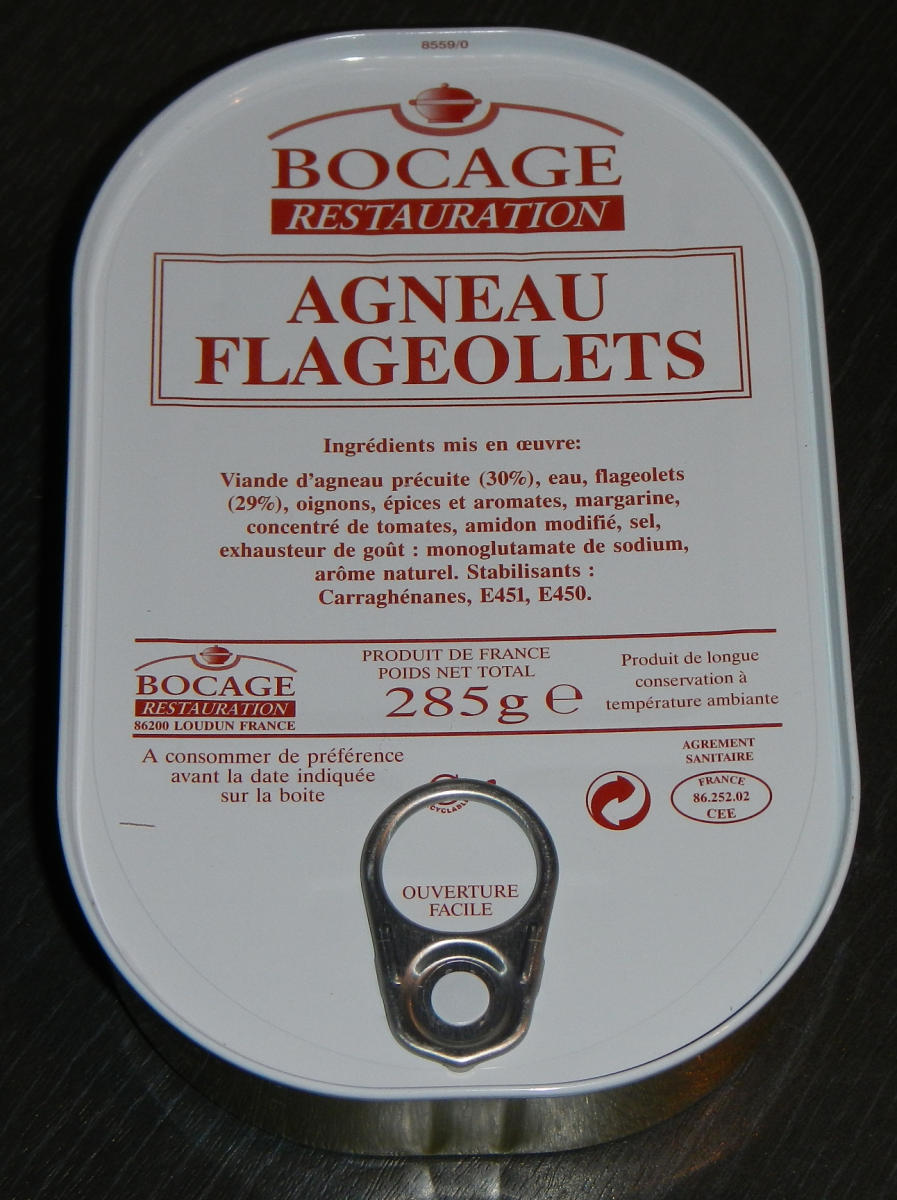 8559/0
BOCAGE
RESTAURATION
AGNEAU
FLAGEOLETS
Ingrédients mis en œuvre:
Viande d'agneau précuite (30%), eau, flageolets
(29%), oignons, épices et aromates, margarine,
concentré de tomates, amidon modifié, sel,
exhausteur de goût : monoglutamate de sodium,
arôme naturel. Stabilisants :
Carraghénanes, E451, E450.
BOCAGE
RESTAURATION
86200 LOUDUN FRANCE
PRODUIT DE FRANCE
POIDS NET TOTAL
285g e
Produit de longue
conservation à
température ambiante
A consommer de préférence
avant la date indiquée
sur la boite
AGREMENT
SANITAIRE
FRANCE
86.252.02
CEE
OUVERTURE
FACILE